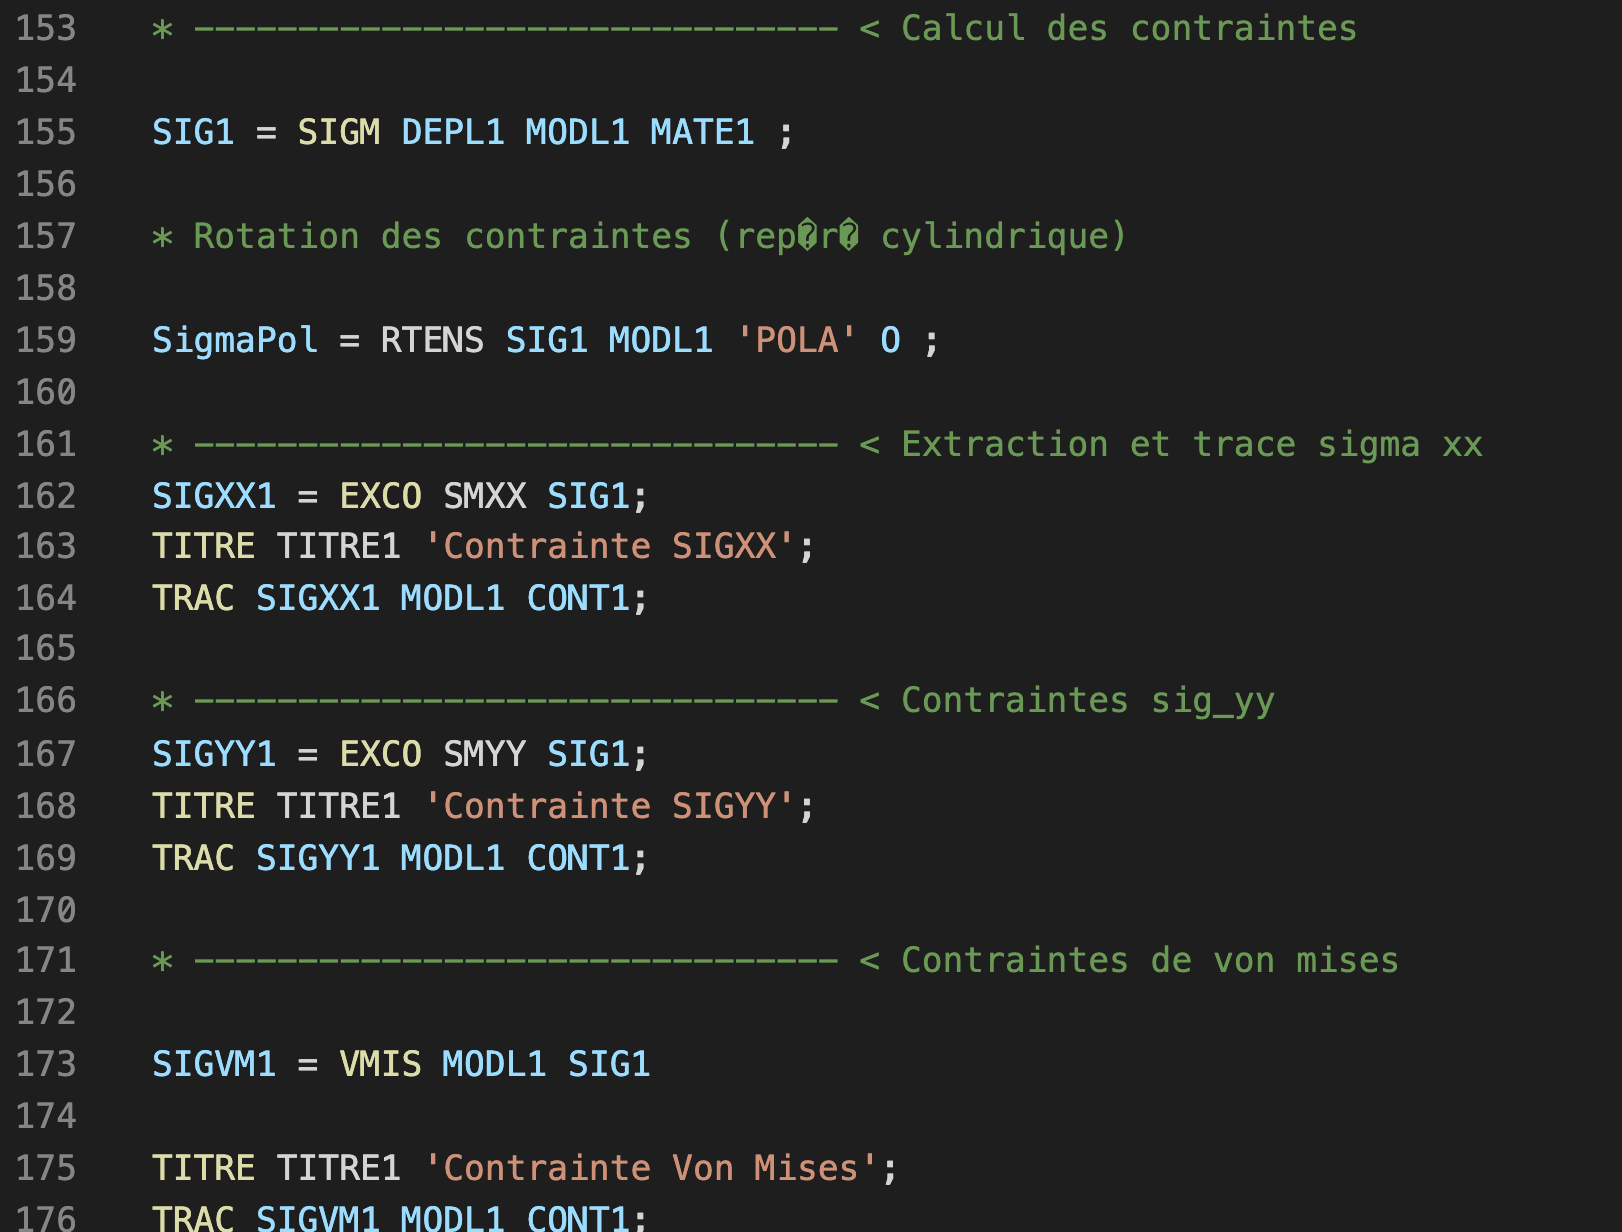 153 * ------------------------------- < Calcul des contraintes
154
155 SIG1 = SIGM DEPL1 MODL1 MATE1 ;
156
157 * Rotation des contraintes (rep�r� cylindrique)
158
159 SigmaPol = RTENS SIG1 MODL1 'POLA' O ;
160
161 * ------------------------------- < Extraction et trace sigma xx
162 SIGXX1 = EXCO SMXX SIG1;
163 TITRE TITRE1 'Contrainte SIGXX';
164 TRAC SIGXX1 MODL1 CONT1;
165
166 * ------------------------------- < Contraintes sig_yy
167 SIGYY1 = EXCO SMYY SIG1;
168 TITRE TITRE1 'Contrainte SIGYY';
169 TRAC SIGYY1 MODL1 CONT1;
170
171 * ------------------------------- < Contraintes de von mises
172
173 SIGVM1 = VMIS MODL1 SIG1
174
175 TITRE TITRE1 'Contrainte Von Mises';
176 TRAC SIGVM1 MODL1 CONT1;